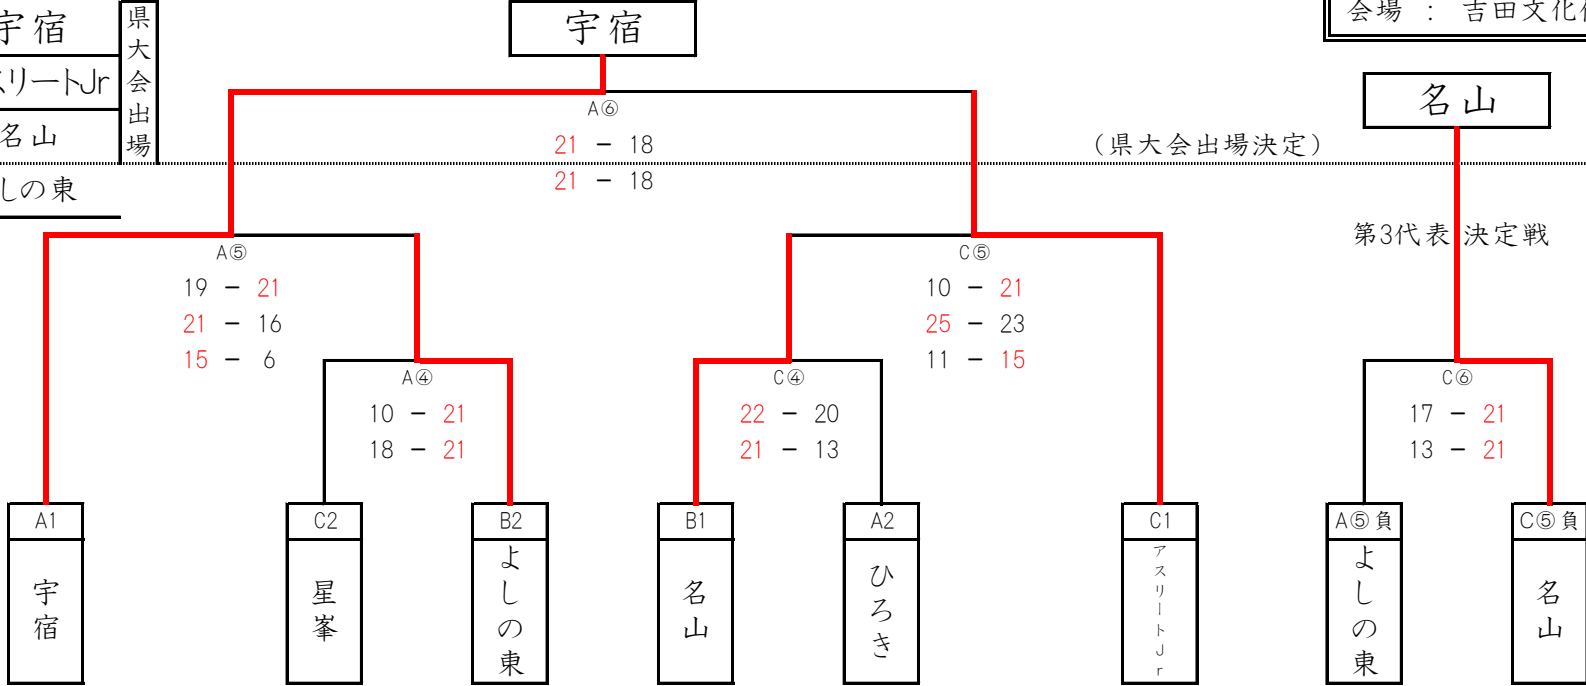 宇宿
県大会出場
スリートJr
名山
しの東
宇宿
会場 : 吉田文化
名山
A⑥
21 - 18
21 - 18
(県大会出場決定)
第3代表決定戦
A⑤
19 - 21
21 - 16
15 - 6
C⑤
10 - 21
25 - 23
11 - 15
A④
10 - 21
18 - 21
C④
22 - 20
21 - 13
C⑥
17 - 21
13 - 21
A1
宇宿
C2
星峯
B2
よしの東
B1
名山
A2
ひろき
C1
アスリートJr
A⑤負
よしの東
C⑤負
名山